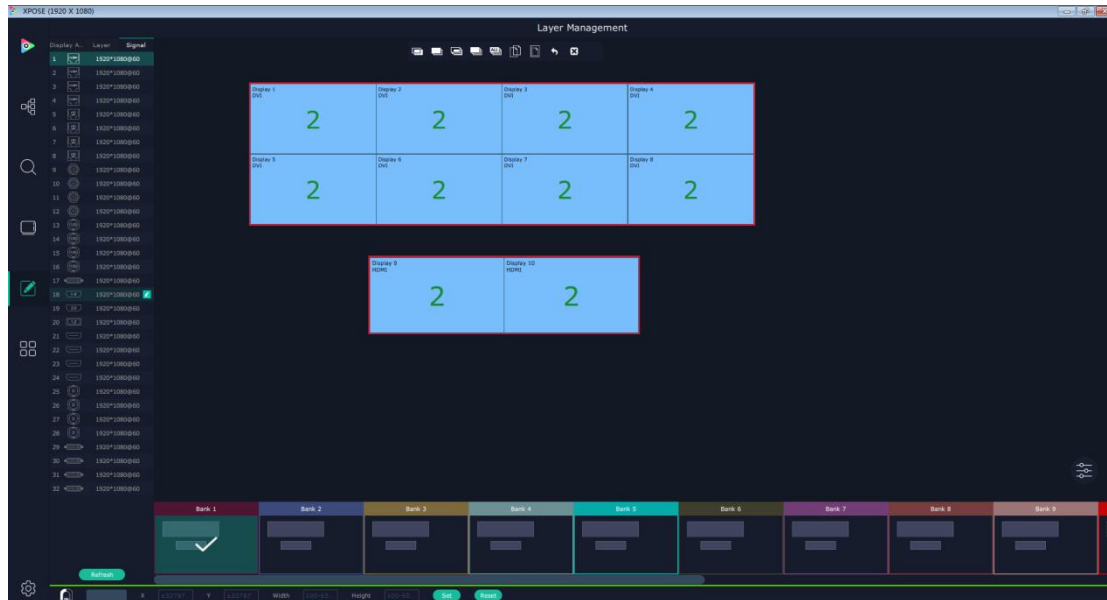 XPOSE (1920 X 1080)
Layer Management
Display A... Layer Signal
1 1920*1080@60
2 1920*1080@60
3 1920*1080@60
4 1920*1080@60
5 1920*1080@60
6 1920*1080@60
7 1920*1080@60
8 1920*1080@60
9 1920*1080@60
10 1920*1080@60
11 1920*1080@60
12 1920*1080@60
13 1920*1080@60
14 1920*1080@60
15 1920*1080@60
16 1920*1080@60
17 1920*1080@60
18 1920*1080@60
19 1920*1080@60
20 1920*1080@60
21 1920*1080@60
22 1920*1080@60
23 1920*1080@60
24 1920*1080@60
25 1920*1080@60
26 1920*1080@60
27 1920*1080@60
28 1920*1080@60
29 1920*1080@60
30 1920*1080@60
31 1920*1080@60
32 1920*1080@60
Refresh
Display 1 Display 2 Display 3 Display 4
DVI DVI DVI DVI
2 2 2 2
Display 5 Display 6 Display 7 Display 8
DVI DVI DVI DVI
2 2 2 2
Display 9 Display 10
HDMI HDMI
2 2
Bank 1 Bank 2 Bank 3 Bank 4 Bank 5 Bank 6 Bank 7 Bank 8 Bank 9
X ±32767 Y ±32767 Width Height Set Reset